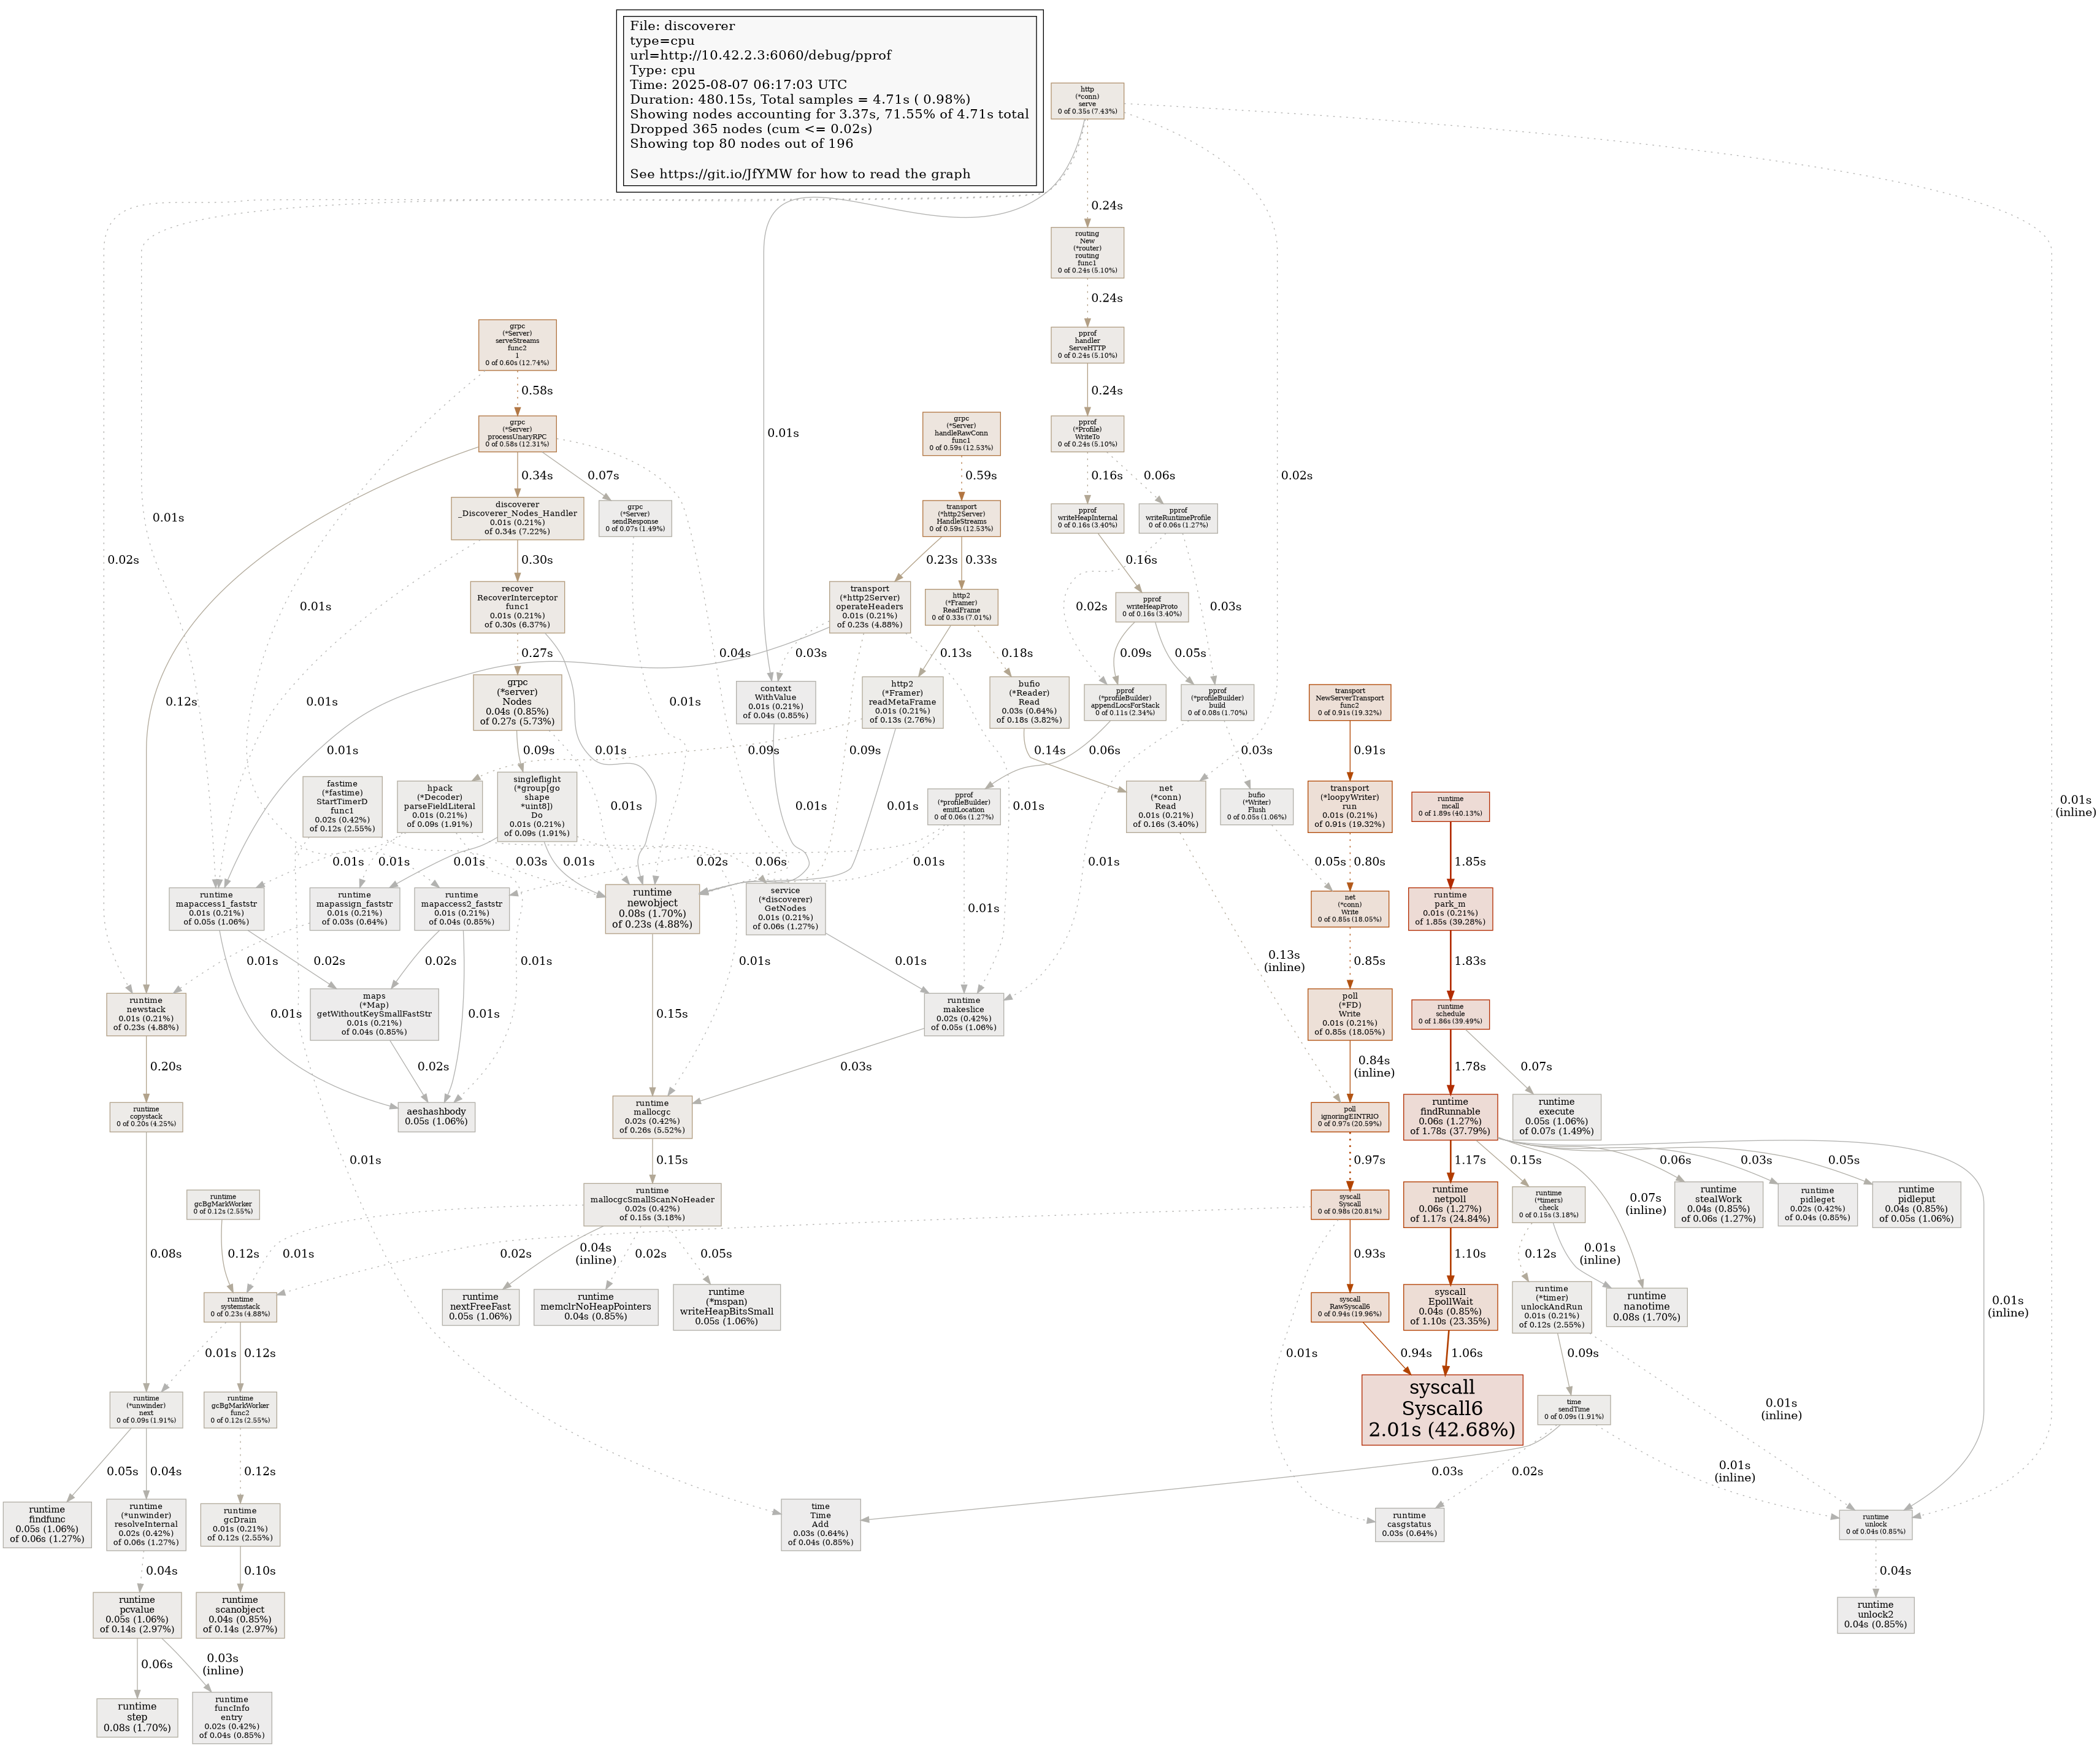 File: discoverer
type=cpu
url=http://10.42.2.3:6060/debug/pprof
Type: cpu
Time: 2025-08-07 06:17:03 UTC
Duration: 480.15s, Total samples = 4.71s ( 0.98%)
Showing nodes accounting for 3.37s, 71.55% of 4.71s total
Dropped 365 nodes (cum <= 0.02s)
Showing top 80 nodes out of 196
See https://git.io/JfYMW for how to read the graph
http
(*conn)
serve
0 of 0.35s (7.43%)
0.24s
routing
New
(*router)
routing
func1
0 of 0.24s (5.10%)
0.24s
pprof
handler
ServeHTTP
0 of 0.24s (5.10%)
0.24s
grpc
(*Server)
serveStreams
func2
1
0 of 0.60s (12.74%)
0.58s
grpc
(*Server)
processUnaryRPC
0 of 0.58s (12.31%)
grpc
(*Server)
handleRawConn
func1
0 of 0.59s (12.53%)
pprof
(*Profile)
WriteTo
0 of 0.24s (5.10%)
0.01s
0.02s
0.01s
0.02s
0.34s
0.07s
0.59s
0.16s
0.06s
discoverer
_Discoverer_Nodes_Handler
0.01s (0.21%)
of 0.34s (7.22%)
grpc
(*Server)
sendResponse
0 of 0.07s (1.49%)
transport
(*http2Server)
HandleStreams
0 of 0.59s (12.53%)
pprof
writeHeapInternal
0 of 0.16s (3.40%)
pprof
writeRuntimeProfile
0 of 0.06s (1.27%)
0.30s
0.23s
0.33s
0.16s
0.01s
0.02s
0.03s
recover
RecoverInterceptor
func1
0.01s (0.21%)
of 0.30s (6.37%)
transport
(*http2Server)
operateHeaders
0.01s (0.21%)
of 0.23s (4.88%)
http2
(*Framer)
ReadFrame
0 of 0.33s (7.01%)
pprof
writeHeapProto
0 of 0.16s (3.40%)
0.27s
0.04s
0.03s
0.13s
0.18s
0.09s
0.05s
0.12s
0.01s
0.01s
grpc
(*server)
Nodes
0.04s (0.85%)
of 0.27s (5.73%)
context
WithValue
0.01s (0.21%)
of 0.04s (0.85%)
http2
(*Framer)
readMetaFrame
0.01s (0.21%)
of 0.13s (2.76%)
bufio
(*Reader)
Read
0.03s (0.64%)
of 0.18s (3.82%)
pprof
(*profileBuilder)
appendLocsForStack
0 of 0.11s (2.34%)
pprof
(*profileBuilder)
build
0 of 0.08s (1.70%)
transport
NewServerTransport
func2
0 of 0.91s (19.32%)
0.01s
0.09s
0.01s
0.09s
0.09s
0.14s
0.06s
0.03s
0.91s
fastime
(*fastime)
StartTimerD
func1
0.02s (0.42%)
of 0.12s (2.55%)
hpack
(*Decoder)
parseFieldLiteral
0.01s (0.21%)
of 0.09s (1.91%)
singleflight
(*group[go
shape
*uint8])
Do
0.01s (0.21%)
of 0.09s (1.91%)
pprof
(*profileBuilder)
emitLocation
0 of 0.06s (1.27%)
net
(*conn)
Read
0.01s (0.21%)
of 0.16s (3.40%)
bufio
(*Writer)
Flush
0 of 0.05s (1.06%)
transport
(*loopyWriter)
run
0.01s (0.21%)
of 0.91s (19.32%)
runtime
mcall
0 of 1.89s (40.13%)
0.01s
0.01s
0.01s
0.01s
(inline)
0.01s
0.01s
0.01s
0.03s
0.01s
0.06s
0.02s
0.01s
0.01s
0.05s
0.80s
1.85s
runtime
mapaccess1_faststr
0.01s (0.21%)
of 0.05s (1.06%)
runtime
mapassign_faststr
0.01s (0.21%)
of 0.03s (0.64%)
runtime
mapaccess2_faststr
0.01s (0.21%)
of 0.04s (0.85%)
runtime
newobject
0.08s (1.70%)
of 0.23s (4.88%)
service
(*discoverer)
GetNodes
0.01s (0.21%)
of 0.06s (1.27%)
net
(*conn)
Write
0 of 0.85s (18.05%)
runtime
park_m
0.01s (0.21%)
of 1.85s (39.28%)
0.01s
0.02s
0.02s
0.01s
0.01s
0.01s
0.01s
0.13s
(inline)
0.85s
1.83s
runtime
newstack
0.01s (0.21%)
of 0.23s (4.88%)
maps
(*Map)
getWithoutKeySmallFastStr
0.01s (0.21%)
of 0.04s (0.85%)
runtime
makeslice
0.02s (0.42%)
of 0.05s (1.06%)
poll
(*FD)
Write
0.01s (0.21%)
of 0.85s (18.05%)
runtime
schedule
0 of 1.86s (39.49%)
0.20s
0.01s
0.02s
0.01s
0.15s
0.03s
0.84s
(inline)
1.78s
0.07s
runtime
copystack
0 of 0.20s (4.25%)
aeshashbody
0.05s (1.06%)
runtime
mallocgc
0.02s (0.42%)
of 0.26s (5.52%)
poll
ignoringEINTRIO
0 of 0.97s (20.59%)
runtime
findRunnable
0.06s (1.27%)
of 1.78s (37.79%)
runtime
execute
0.05s (1.06%)
of 0.07s (1.49%)
0.01s
0.15s
0.97s
1.17s
0.15s
0.07s
(inline)
0.06s
0.03s
0.05s
runtime
gcBgMarkWorker
0 of 0.12s (2.55%)
runtime
mallocgcSmallScanNoHeader
0.02s (0.42%)
of 0.15s (3.18%)
syscall
Syscall
0 of 0.98s (20.81%)
runtime
netpoll
0.06s (1.27%)
of 1.17s (24.84%)
runtime
(*timers)
check
0 of 0.15s (3.18%)
runtime
stealWork
0.04s (0.85%)
of 0.06s (1.27%)
runtime
pidleget
0.02s (0.42%)
of 0.04s (0.85%)
runtime
pidleput
0.04s (0.85%)
of 0.05s (1.06%)
0.08s
0.12s
0.01s
0.02s
0.04s
(inline)
0.02s
0.05s
0.93s
1.10s
0.12s
0.01s
(inline)
runtime
systemstack
0 of 0.23s (4.88%)
runtime
nextFreeFast
0.05s (1.06%)
runtime
memclrNoHeapPointers
0.04s (0.85%)
runtime
(*mspan)
writeHeapBitsSmall
0.05s (1.06%)
syscall
RawSyscall6
0 of 0.94s (19.96%)
syscall
EpollWait
0.04s (0.85%)
of 1.10s (23.35%)
runtime
(*timer)
unlockAndRun
0.01s (0.21%)
of 0.12s (2.55%)
runtime
nanotime
0.08s (1.70%)
0.01s
(inline)
0.01s
0.12s
0.01s
0.94s
1.06s
0.09s
runtime
(*unwinder)
next
0 of 0.09s (1.91%)
runtime
gcBgMarkWorker
func2
0 of 0.12s (2.55%)
syscall
Syscall6
2.01s (42.68%)
time
sendTime
0 of 0.09s (1.91%)
0.01s
(inline)
0.05s
0.04s
0.12s
0.03s
0.02s
0.01s
(inline)
runtime
findfunc
0.05s (1.06%)
of 0.06s (1.27%)
runtime
(*unwinder)
resolveInternal
0.02s (0.42%)
of 0.06s (1.27%)
runtime
gcDrain
0.01s (0.21%)
of 0.12s (2.55%)
time
Time
Add
0.03s (0.64%)
of 0.04s (0.85%)
runtime
casgstatus
0.03s (0.64%)
runtime
unlock
0 of 0.04s (0.85%)
0.04s
0.10s
0.04s
runtime
pcvalue
0.05s (1.06%)
of 0.14s (2.97%)
runtime
scanobject
0.04s (0.85%)
of 0.14s (2.97%)
runtime
unlock2
0.04s (0.85%)
0.06s
0.03s
(inline)
runtime
step
0.08s (1.70%)
runtime
funcInfo
entry
0.02s (0.42%)
of 0.04s (0.85%)